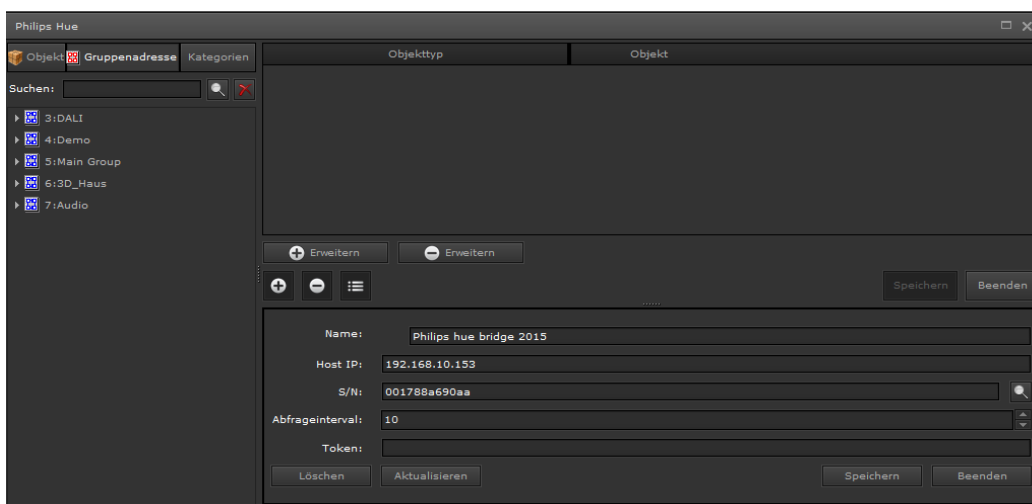 Philips Hue
Objekt Gruppenadresse Kategorien
Objekttyp Objekt
Suchen:
3:DALI
4:Demo
5:Main Group
6:3D_Haus
7:Audio
Erweitern Erweitern
Speichern Beenden
Name: Philips hue bridge 2015
Host IP: 192.168.10.153
S/N: 001788a690aa
Abfrageinterval: 10
Token:
Löschen Aktualisieren Speichern Beenden